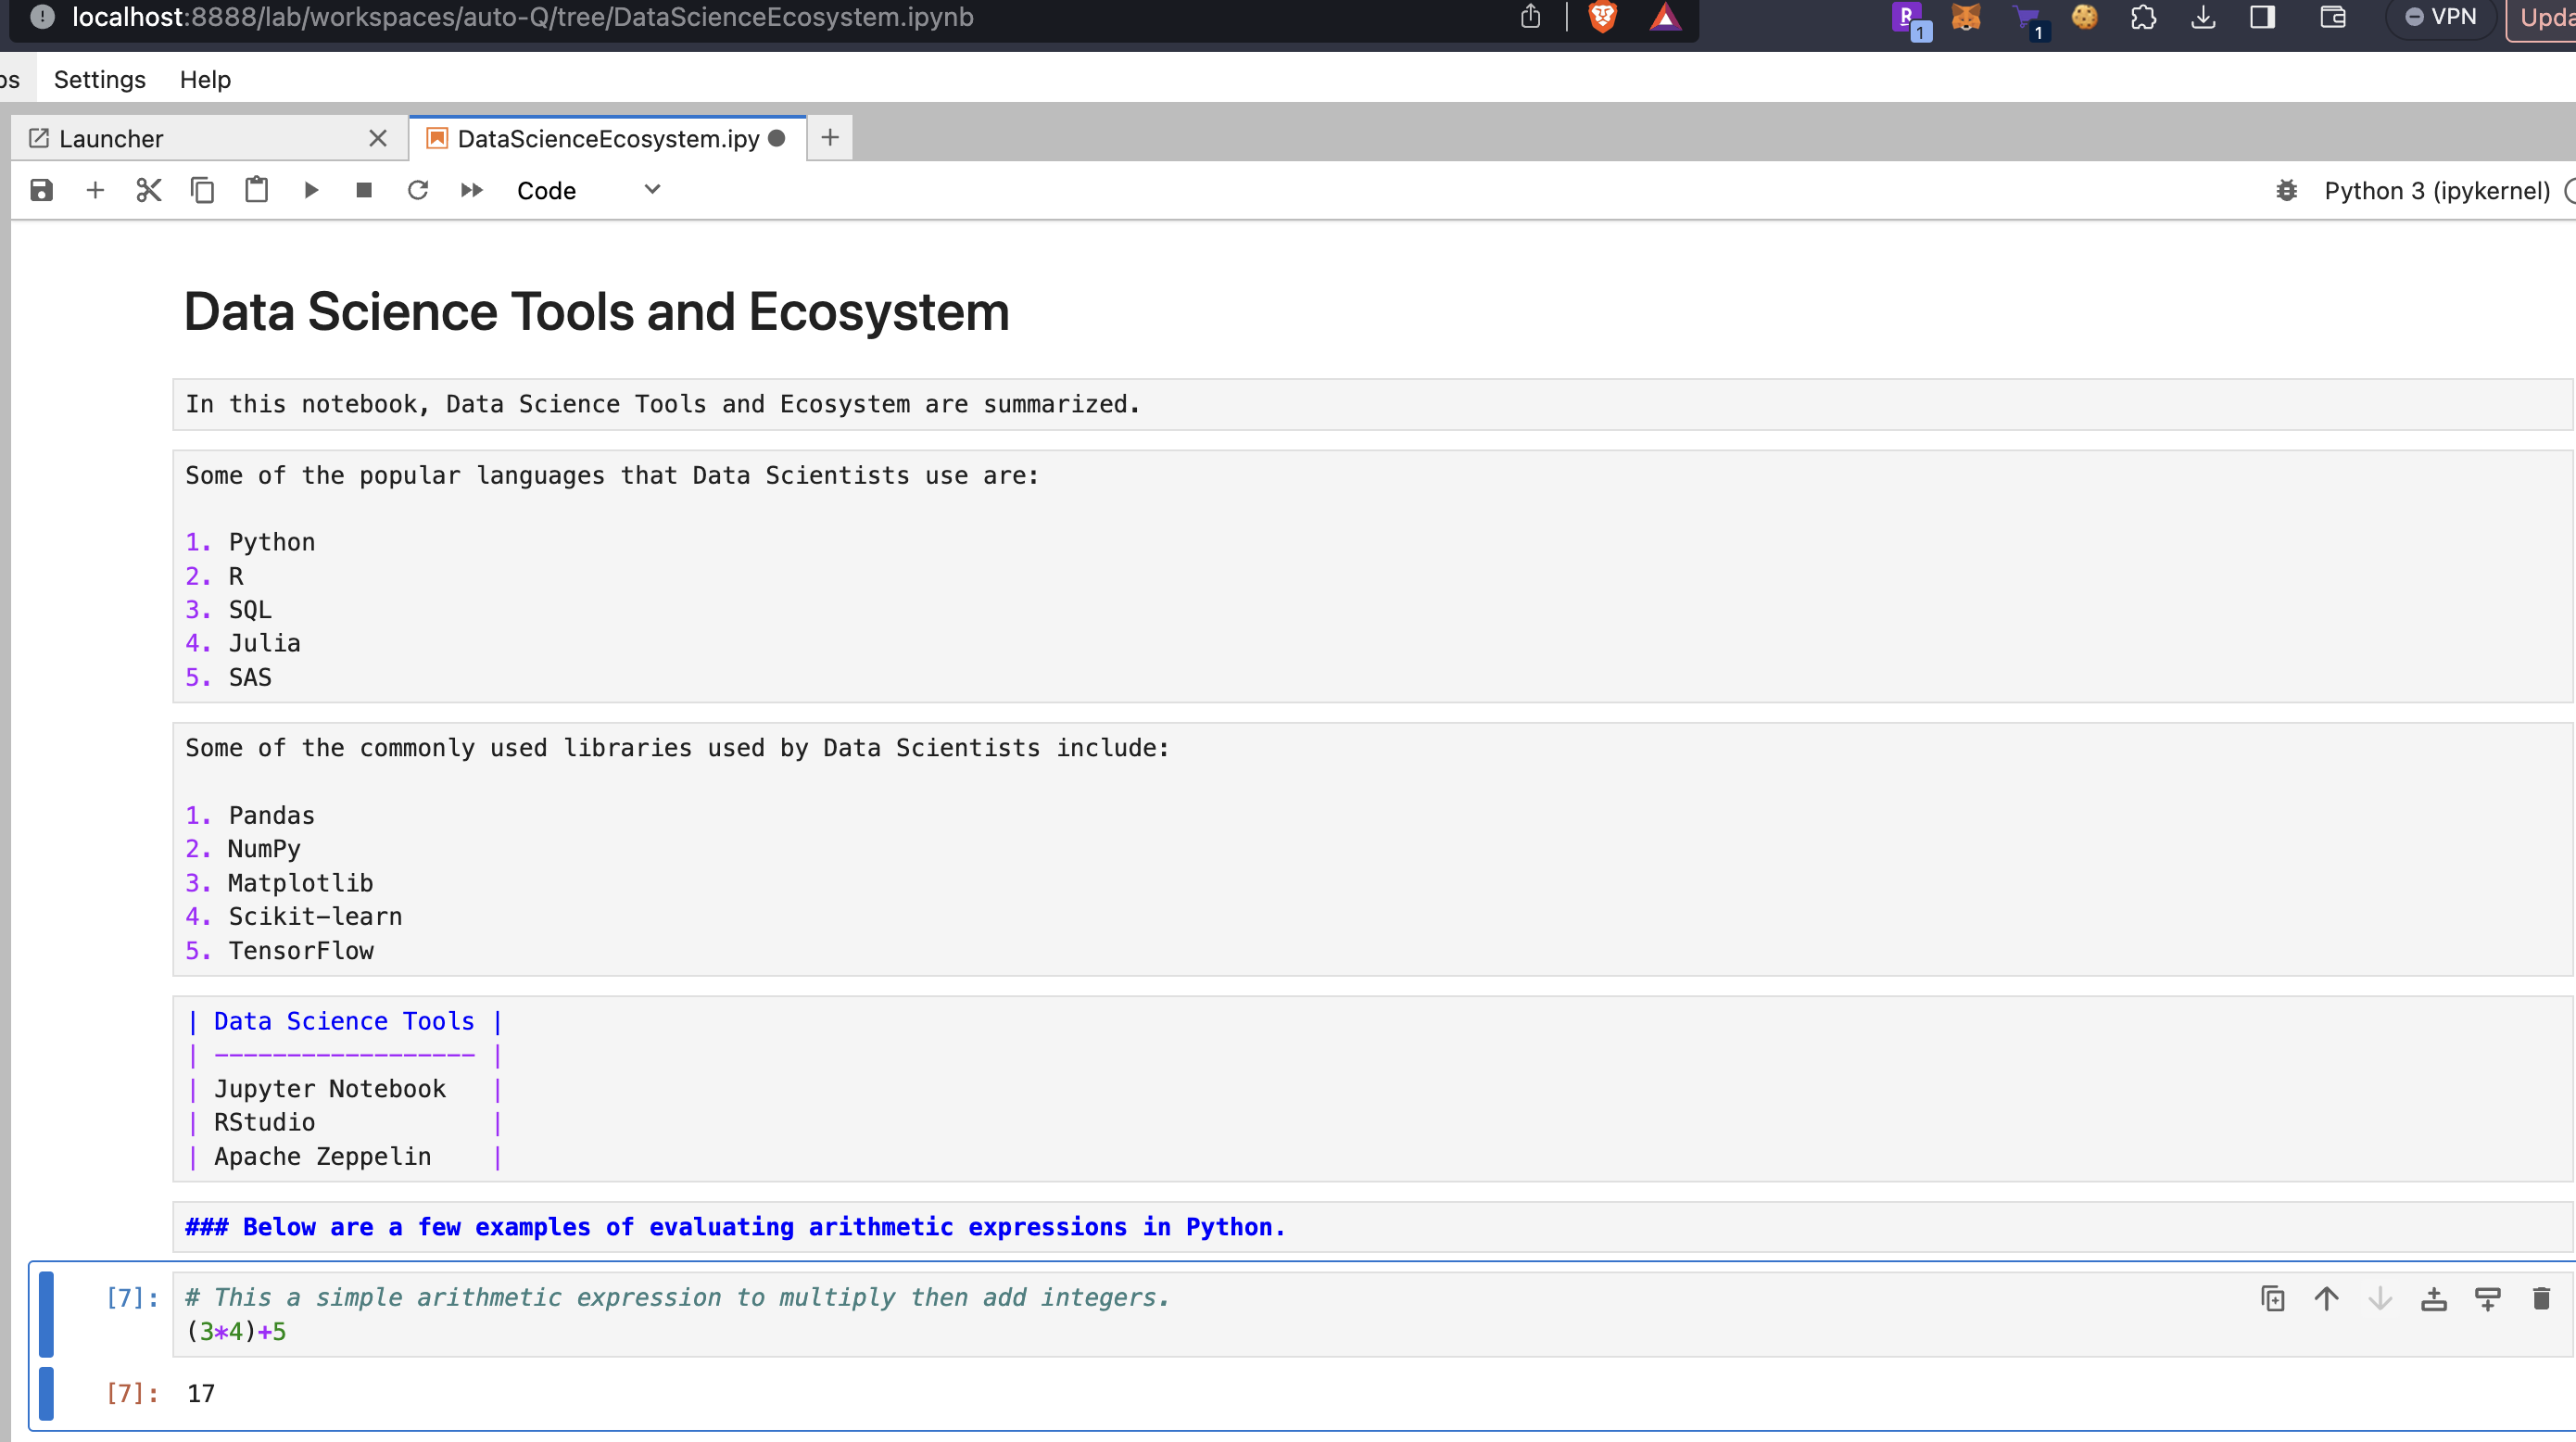 localhost:8888/lab/workspaces/auto-Q/tree/DataScienceEcosystem.ipynb
1
1
VPN
Settings Help
Launcher
DataScienceEcosystem.ipy
Code
Python 3 (ipykernel)
Data Science Tools and Ecosystem
In this notebook, Data Science Tools and Ecosystem are summarized.
Some of the popular languages that Data Scientists use are:
1. Python
2. R
3. SQL
4. Julia
5. SAS
Some of the commonly used libraries used by Data Scientists include:
1. Pandas
2. NumPy
3. Matplotlib
4. Scikit-learn
5. TensorFlow
| Data Science Tools |
| ------------------ |
| Jupyter Notebook   |
| RStudio            |
| Apache Zeppelin    |
### Below are a few examples of evaluating arithmetic expressions in Python.
[7]: # This a simple arithmetic expression to multiply then add integers.
(3*4)+5
[7]: 17